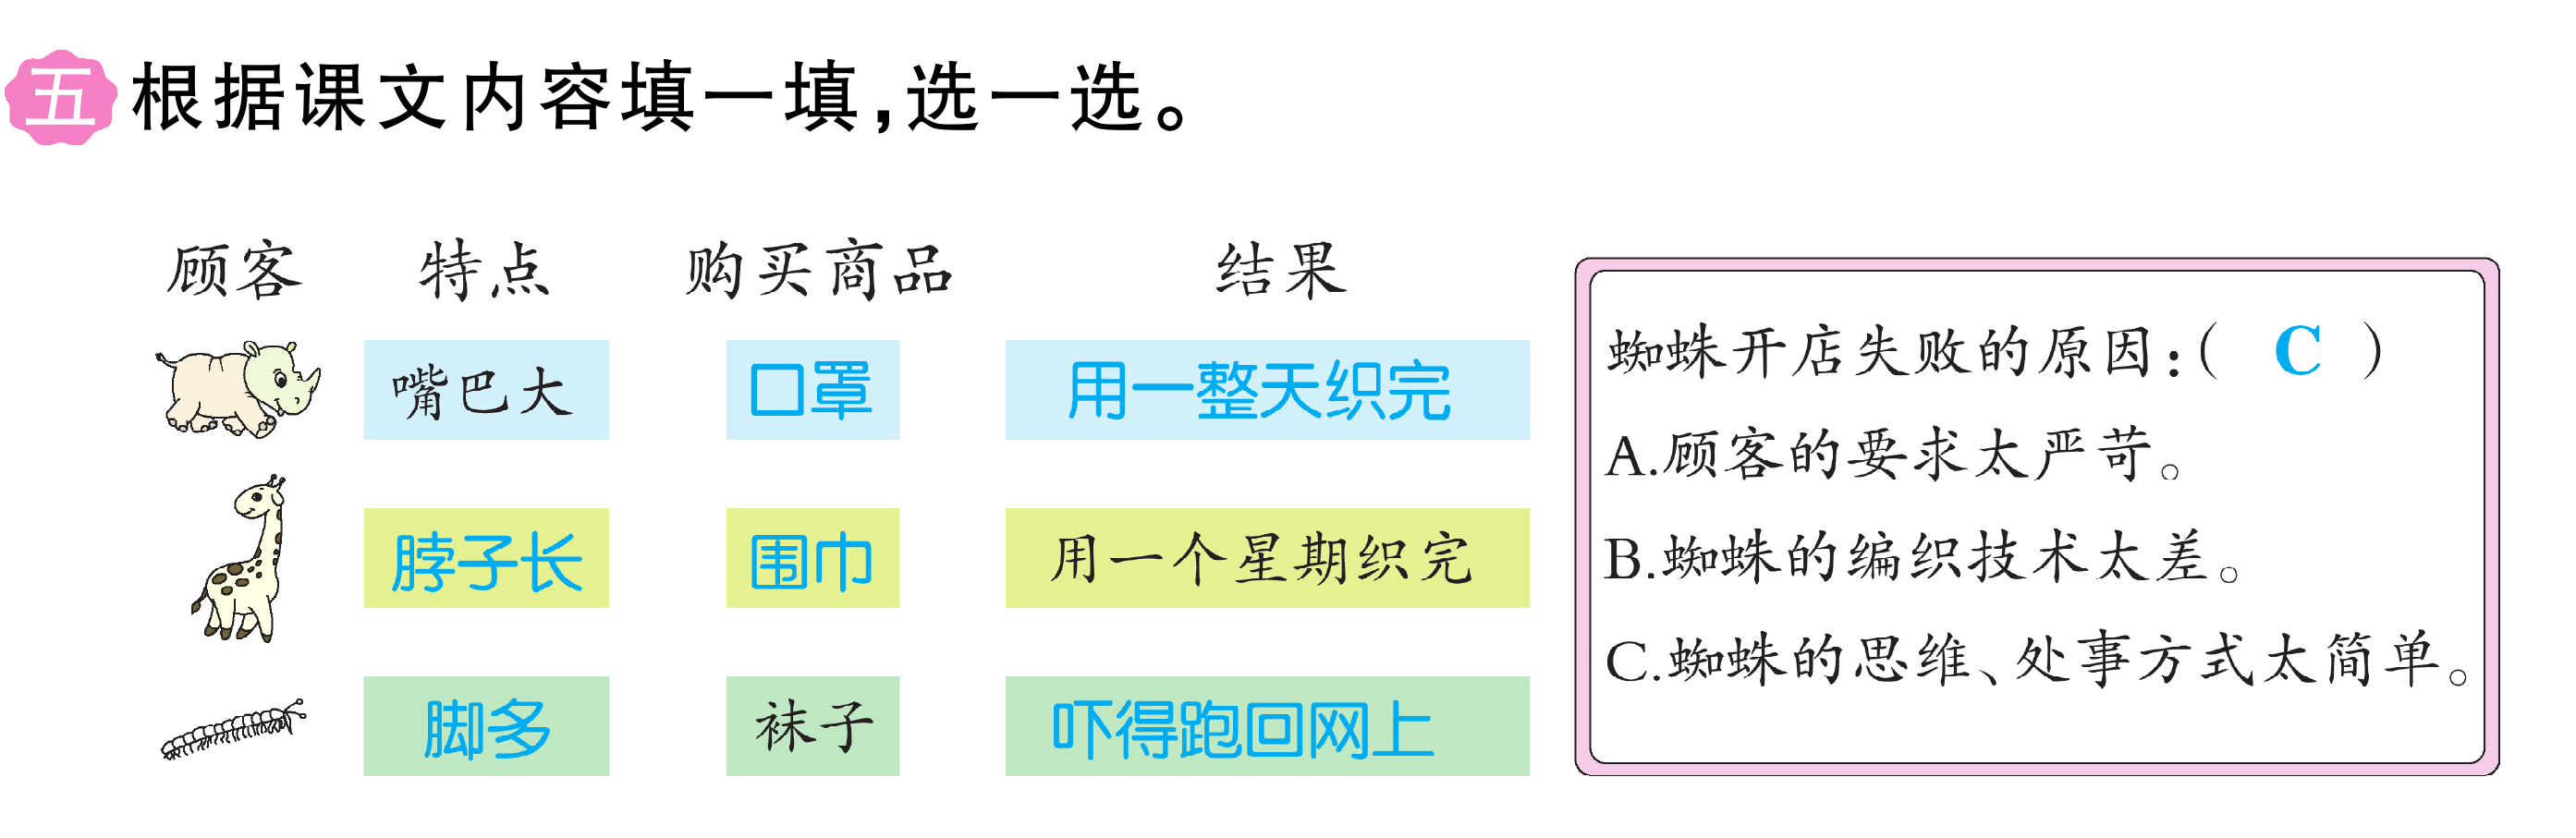 五 根据课文内容填一填,选一选。
顾客 特点 购买商品 结果
嘴巴大 口罩 用一整天织完
脖子长 围巾 用一个星期织完
脚多 袜子 吓得跑回网上
蜘蛛开店失败的原因:( C )
A.顾客的要求太严苛。
B.蜘蛛的编织技术太差。
C.蜘蛛的思维、处事方式太简单。